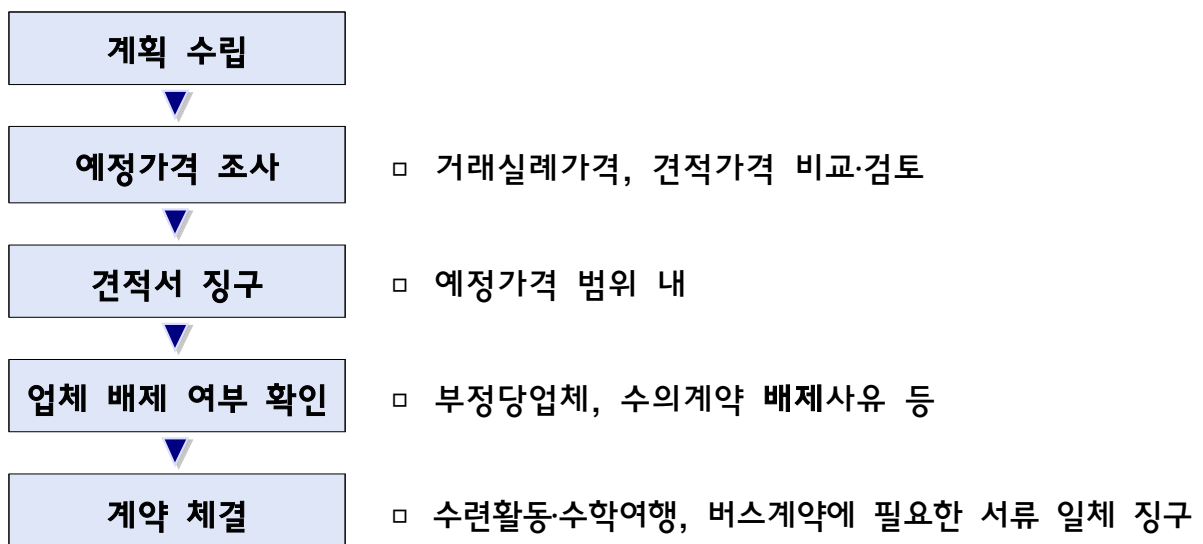 계획 수립
예정가격 조사 □ 거래실례가격, 견적가격 비교·검토
견적서 징구 □ 예정가격 범위 내
업체 배제 여부 확인 □ 부정당업체, 수의계약 배제사유 등
계약 체결 □ 수련활동·수학여행, 버스계약에 필요한 서류 일체 징구